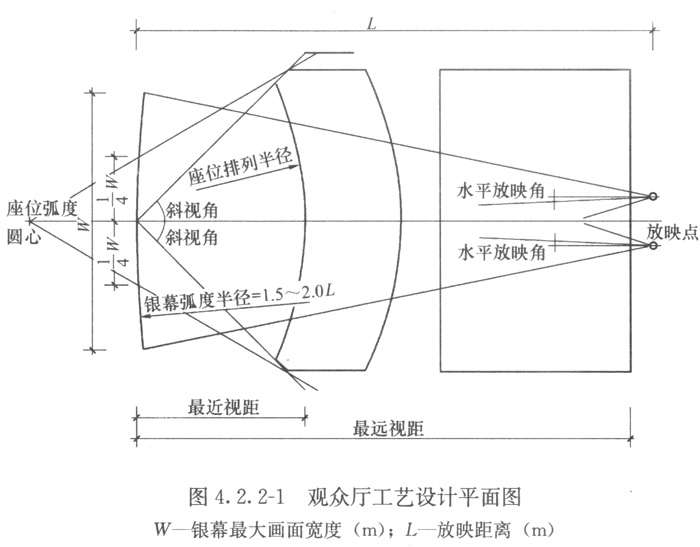 L
座位排列半径
水平放映角
座位弧度
圆心
1/4 W
W
斜视角
斜视角
1/4 W
放映点
水平放映角
银幕弧度半径=1.5～2.0L
最近视距
最远视距
图 4.2.2-1 观众厅工艺设计平面图
W—银幕最大画面宽度（m）；L—放映距离（m）